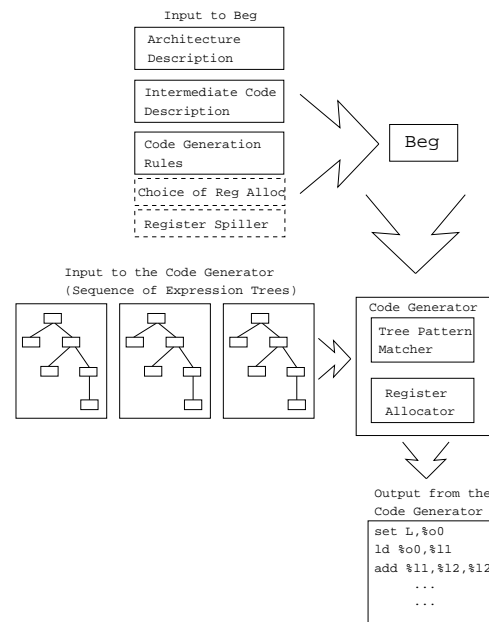 Input to Beg
Architecture
Description
Intermediate Code
Description
Code Generation
Rules
Choice of Reg Alloc
Register Spiller
Beg
Input to the Code Generator
(Sequence of Expression Trees)
Code Generator
Tree Pattern
Matcher
Register
Allocator
Output from the
Code Generator
set L,%o0
ld %o0,%l1
add %l1,%l2,%l2
...
...